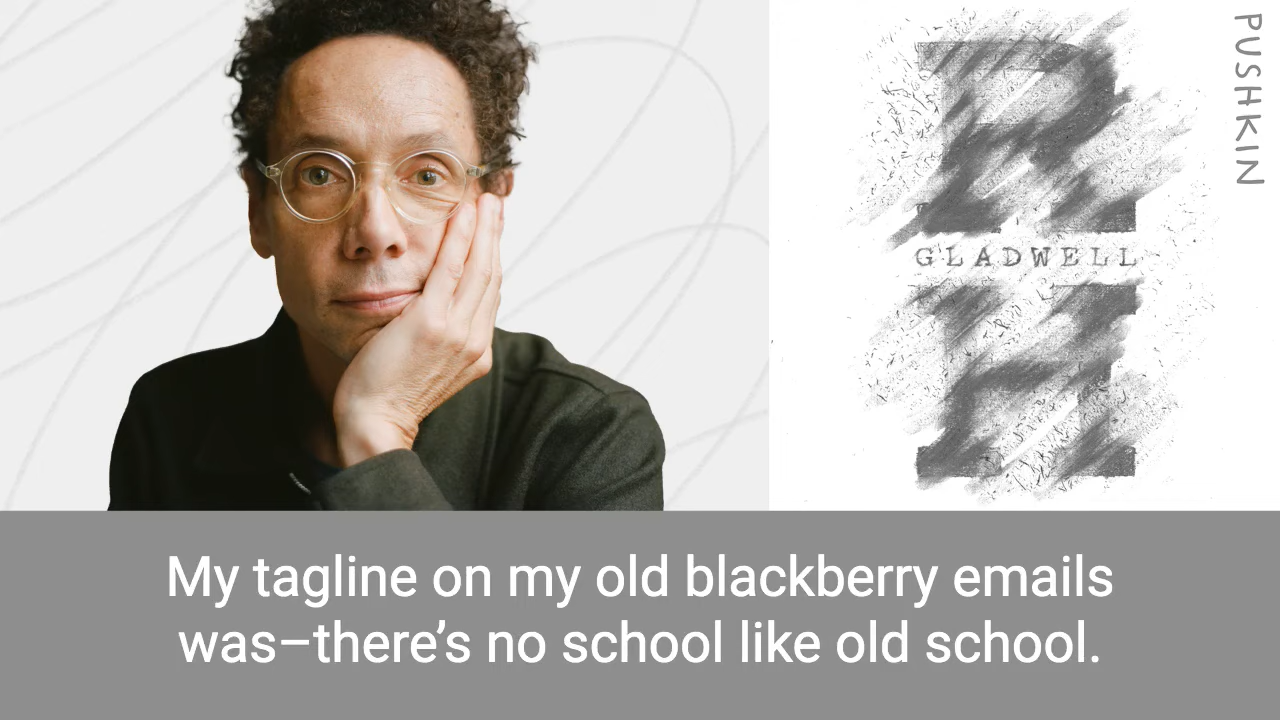 PUSHKIN
R
GLADWELL
H
My tagline on my old blackberry emails
was–there’s no school like old school.